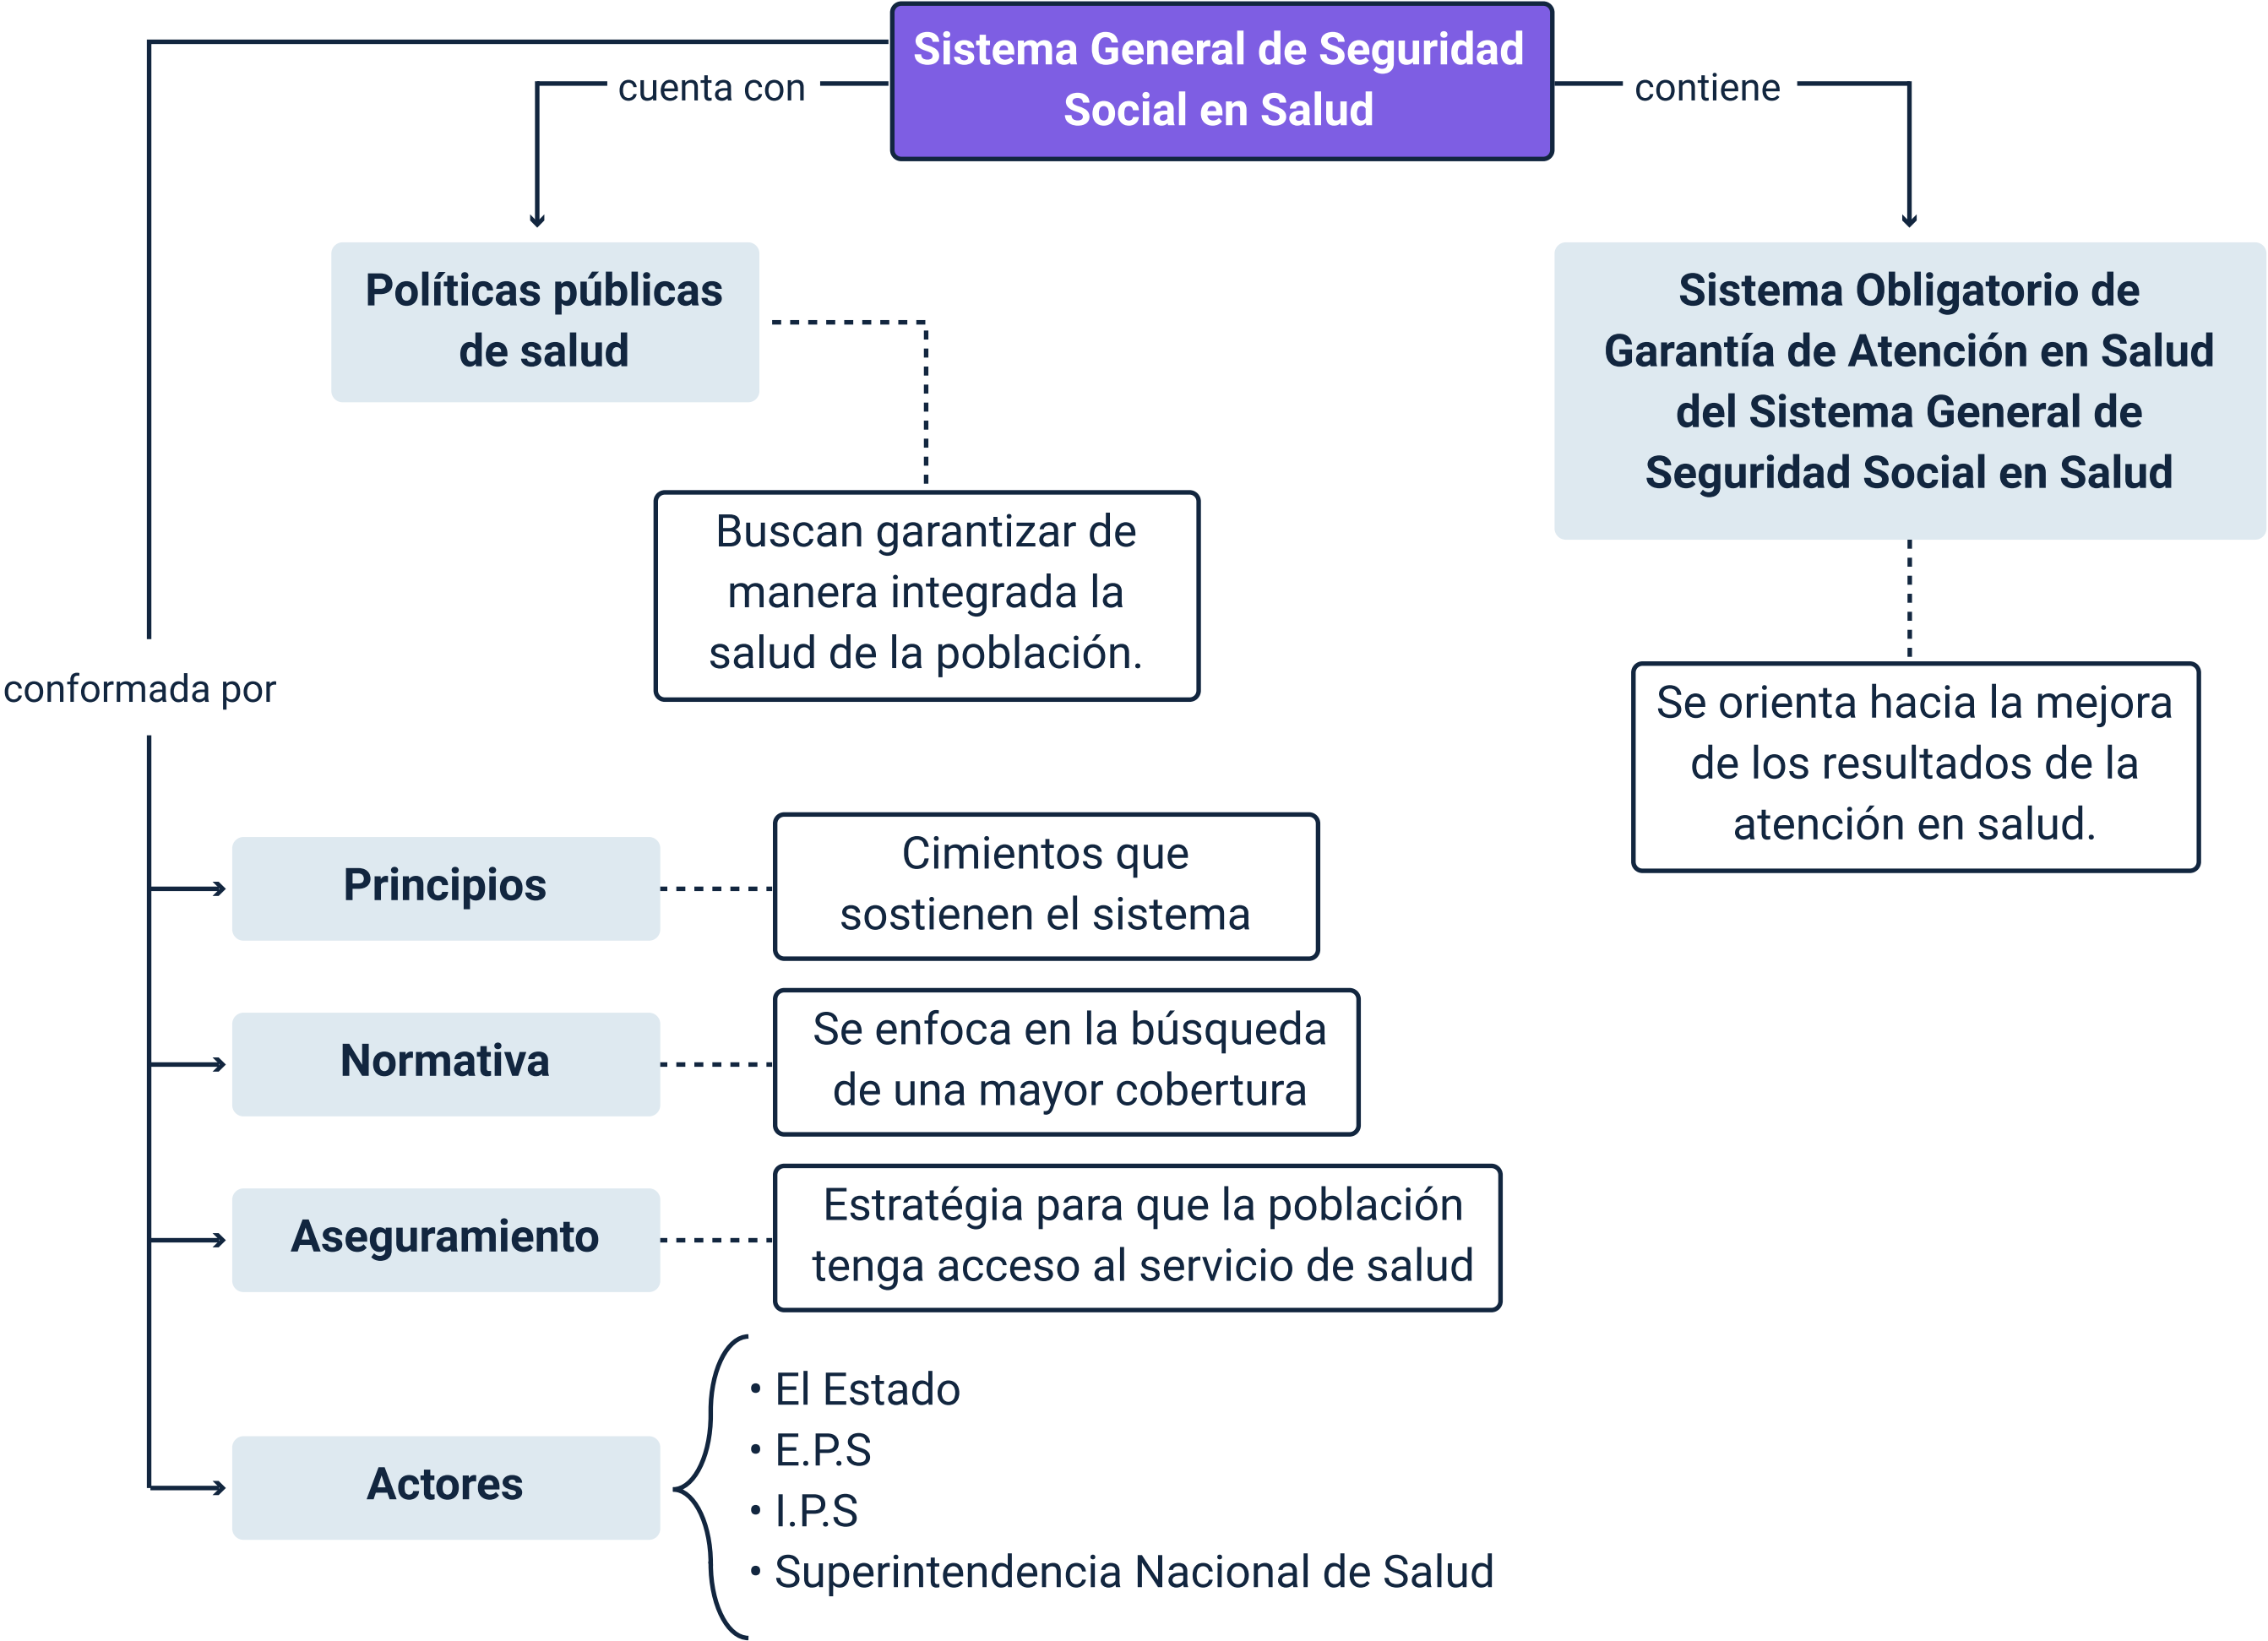 Sistema General de Seguridad
Social en Salud
cuenta con
contiene
Políticas públicas
de salud
Sistema Obligatorio de
Garantía de Atención en Salud
del Sistema General de
Seguridad Social en Salud
Buscan garantizar de
manera integrada la
salud de la población.
conformada por
Se orienta hacia la mejora
de los resultados de la
atención en salud.
Principios
Cimientos que
sostienen el sistema
Normativa
Se enfoca en la búsqueda
de una mayor cobertura
Aseguramiento
Estratégia para que la población
tenga acceso al servicio de salud
Actores
• El Estado
• E.P.S
• I.P.S
• Superintendencia Nacional de Salud